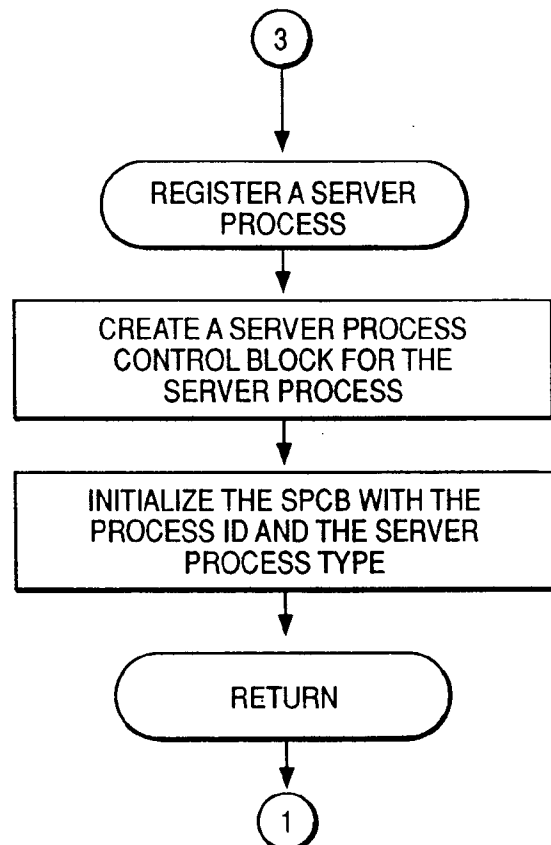 3
REGISTER A SERVER
PROCESS
CREATE A SERVER PROCESS
CONTROL BLOCK FOR THE
SERVER PROCESS
INITIALIZE THE SPCB WITH THE
PROCESS ID AND THE SERVER
PROCESS TYPE
RETURN
1